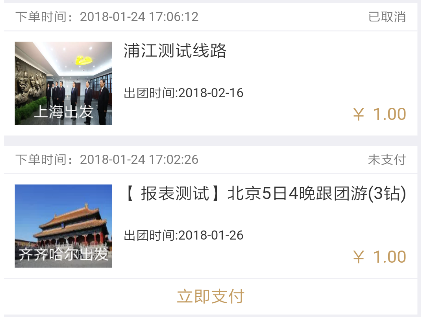 下单时间：2018-01-24 17:06:12 已取消
浦江测试线路
出团时间:2018-02-16
上海出发
￥ 1.00
下单时间：2018-01-24 17:02:26 未支付
【 报表测试】北京5日4晚跟团游(3钻)
出团时间:2018-01-26
齐齐哈尔出发
￥ 1.00
立即支付